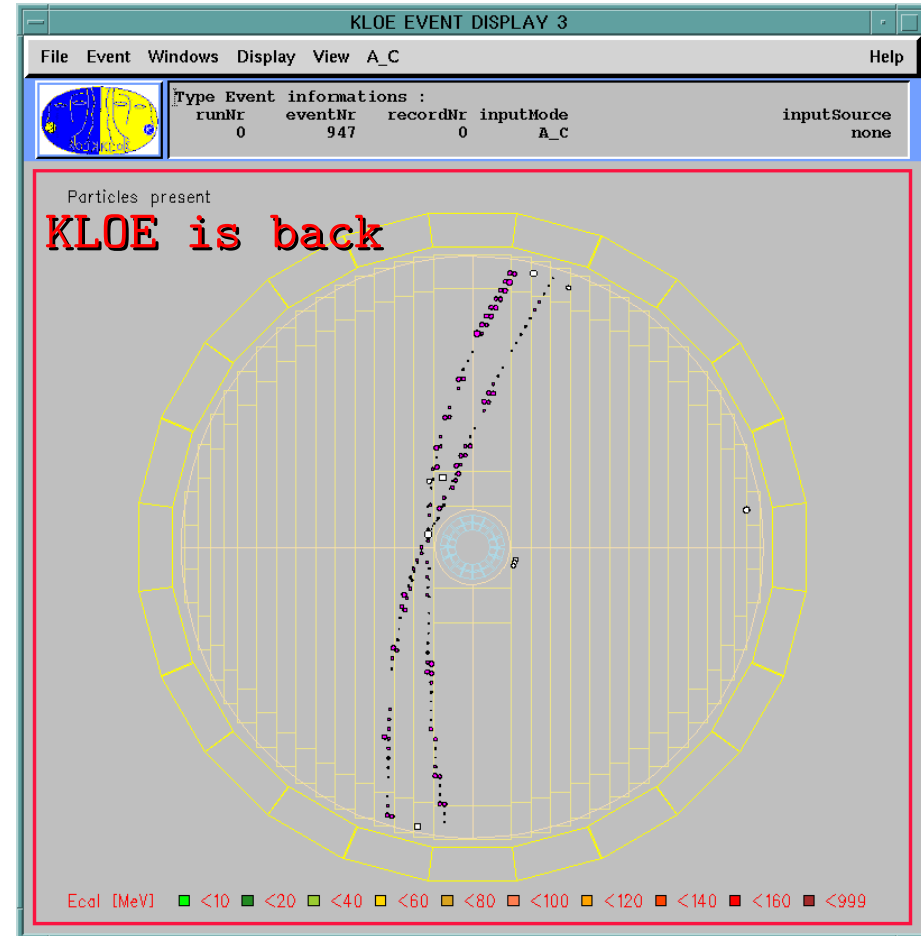 KLOE EVENT DISPLAY 3
File Event Windows Display View A_C Help
Type Event informations :
runNr eventNr recordNr inputMode inputSource
0 947 0 A_C none
Particles present
KLOE is back
Ecal [MeV] <10 <20 <40 <60 <80 <100 <120 <140 <160 <999